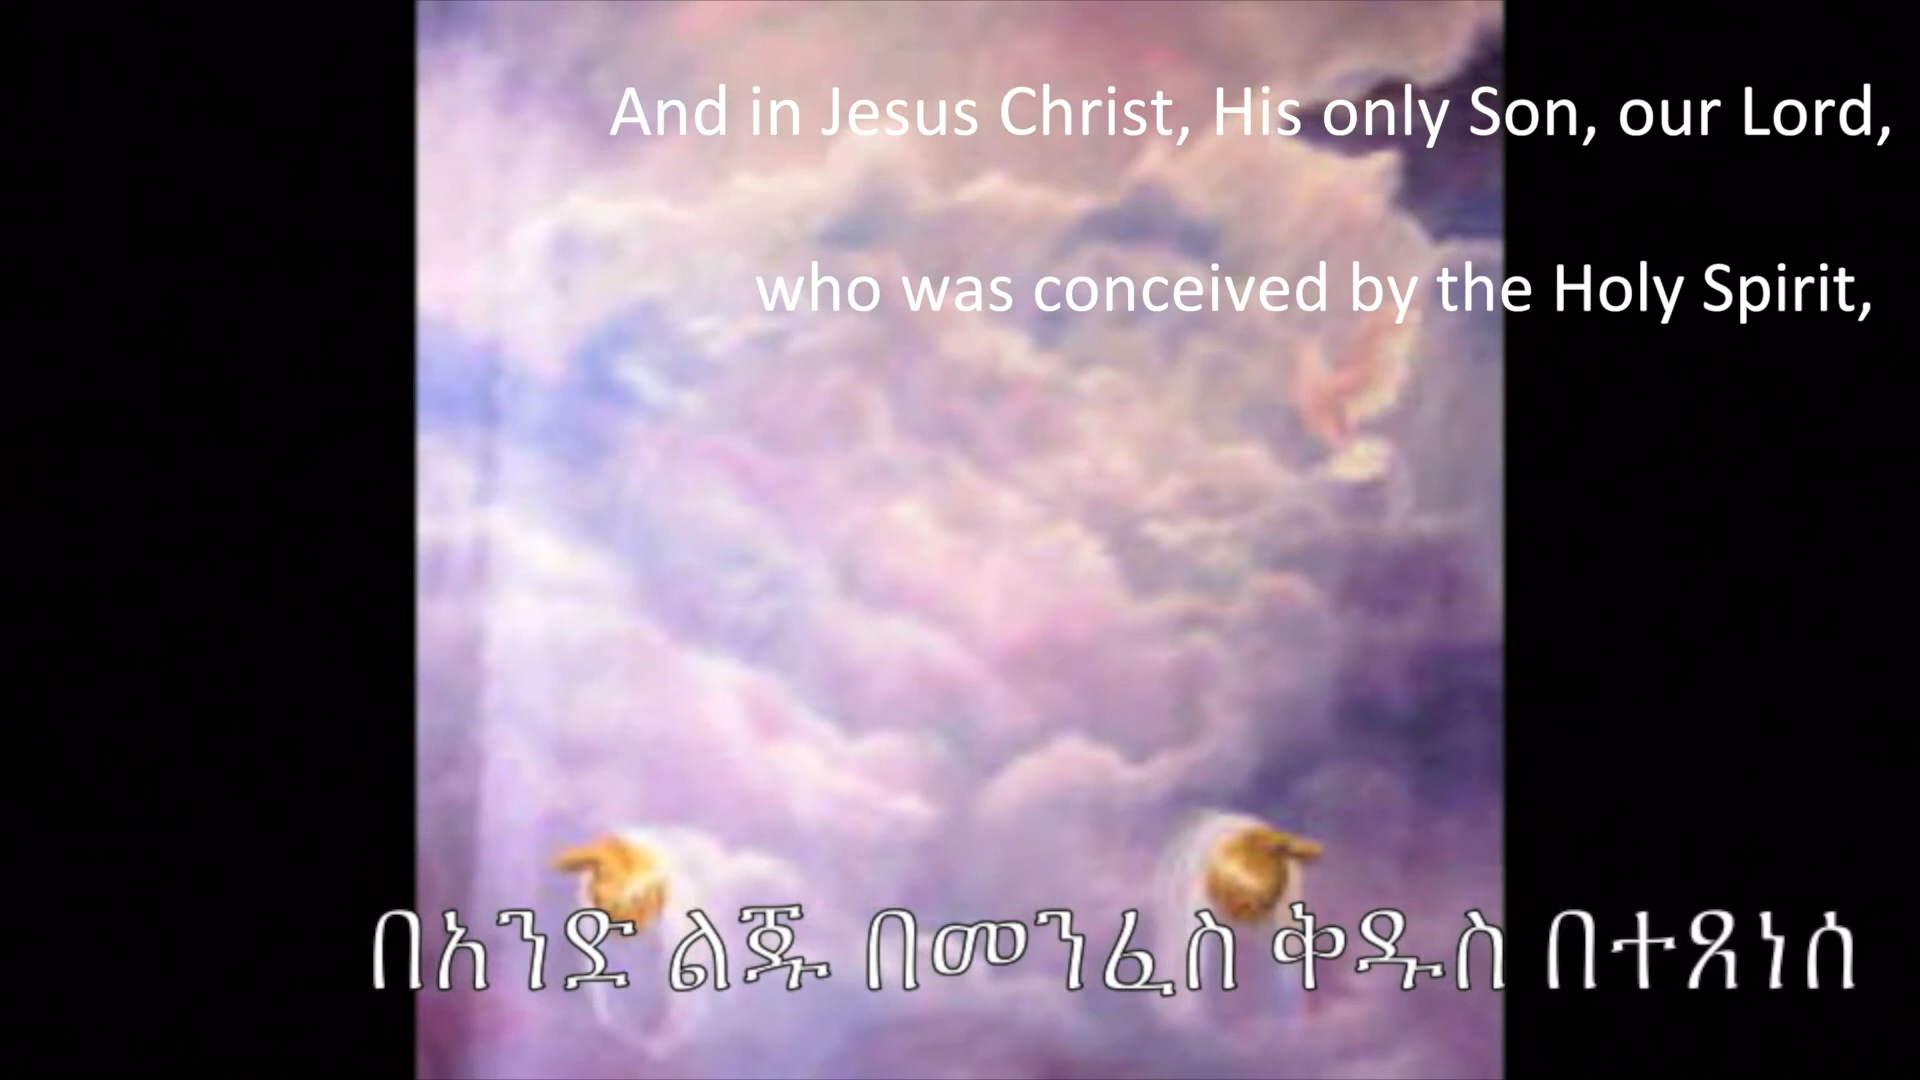 And in Jesus Christ, His only Son, our Lord,
who was conceived by the Holy Spirit,
በአንድ ልጁ በመንፈስ ቅዱስ በተጸነሰ